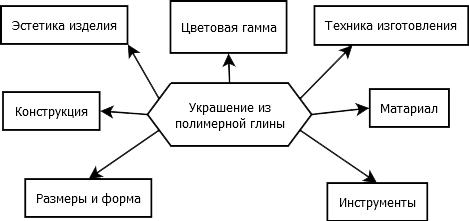 Эстетика изделия
Цветовая гамма
Техника изготовления
Конструкция
Украшение из
полимерной глины
Матариал
Размеры и форма
Инструменты